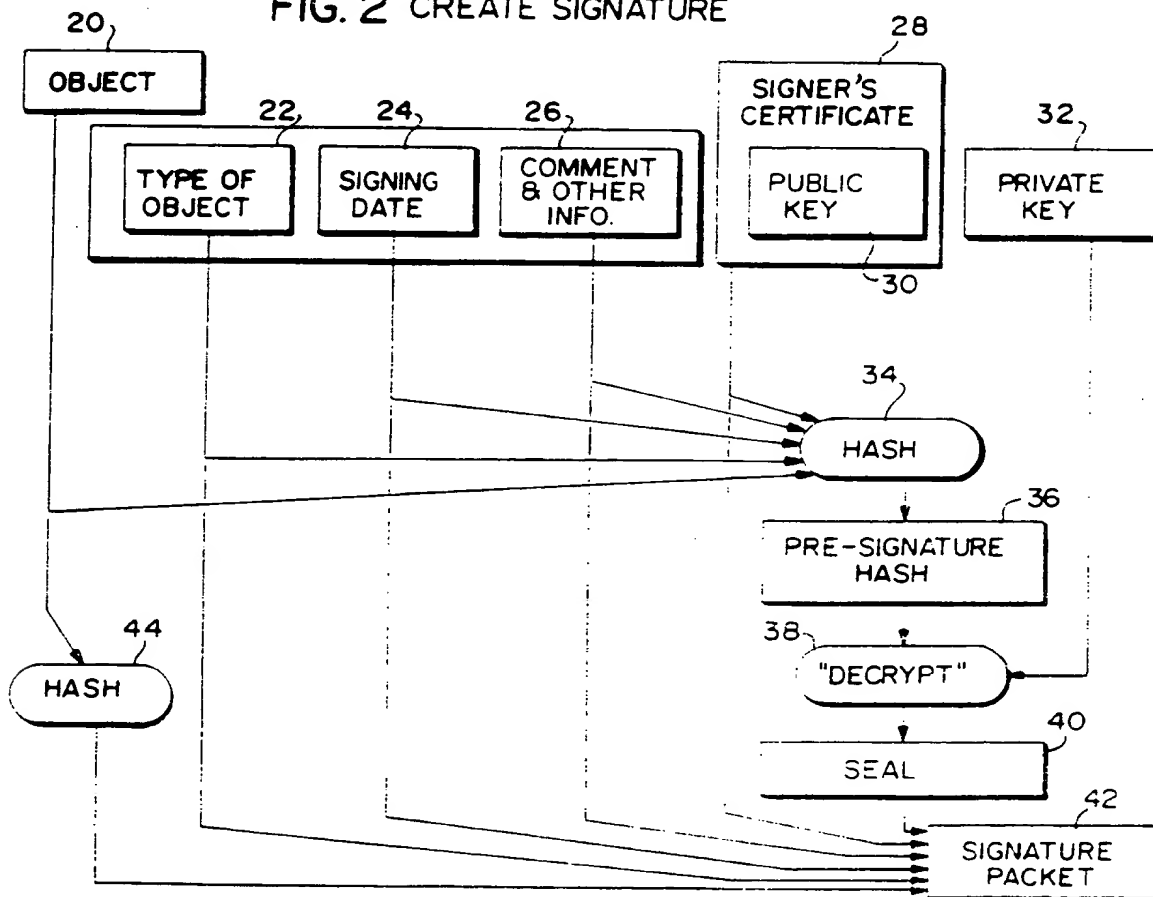 FIG. 2 CREATE SIGNATURE
20
OBJECT
22
TYPE OF
OBJECT
24
SIGNING
DATE
26
COMMENT
& OTHER
INFO.
28
SIGNER'S
CERTIFICATE
PUBLIC
KEY
30
32
PRIVATE
KEY
34
HASH
36
PRE-SIGNATURE
HASH
38
"DECRYPT"
40
SEAL
44
HASH
42
SIGNATURE
PACKET